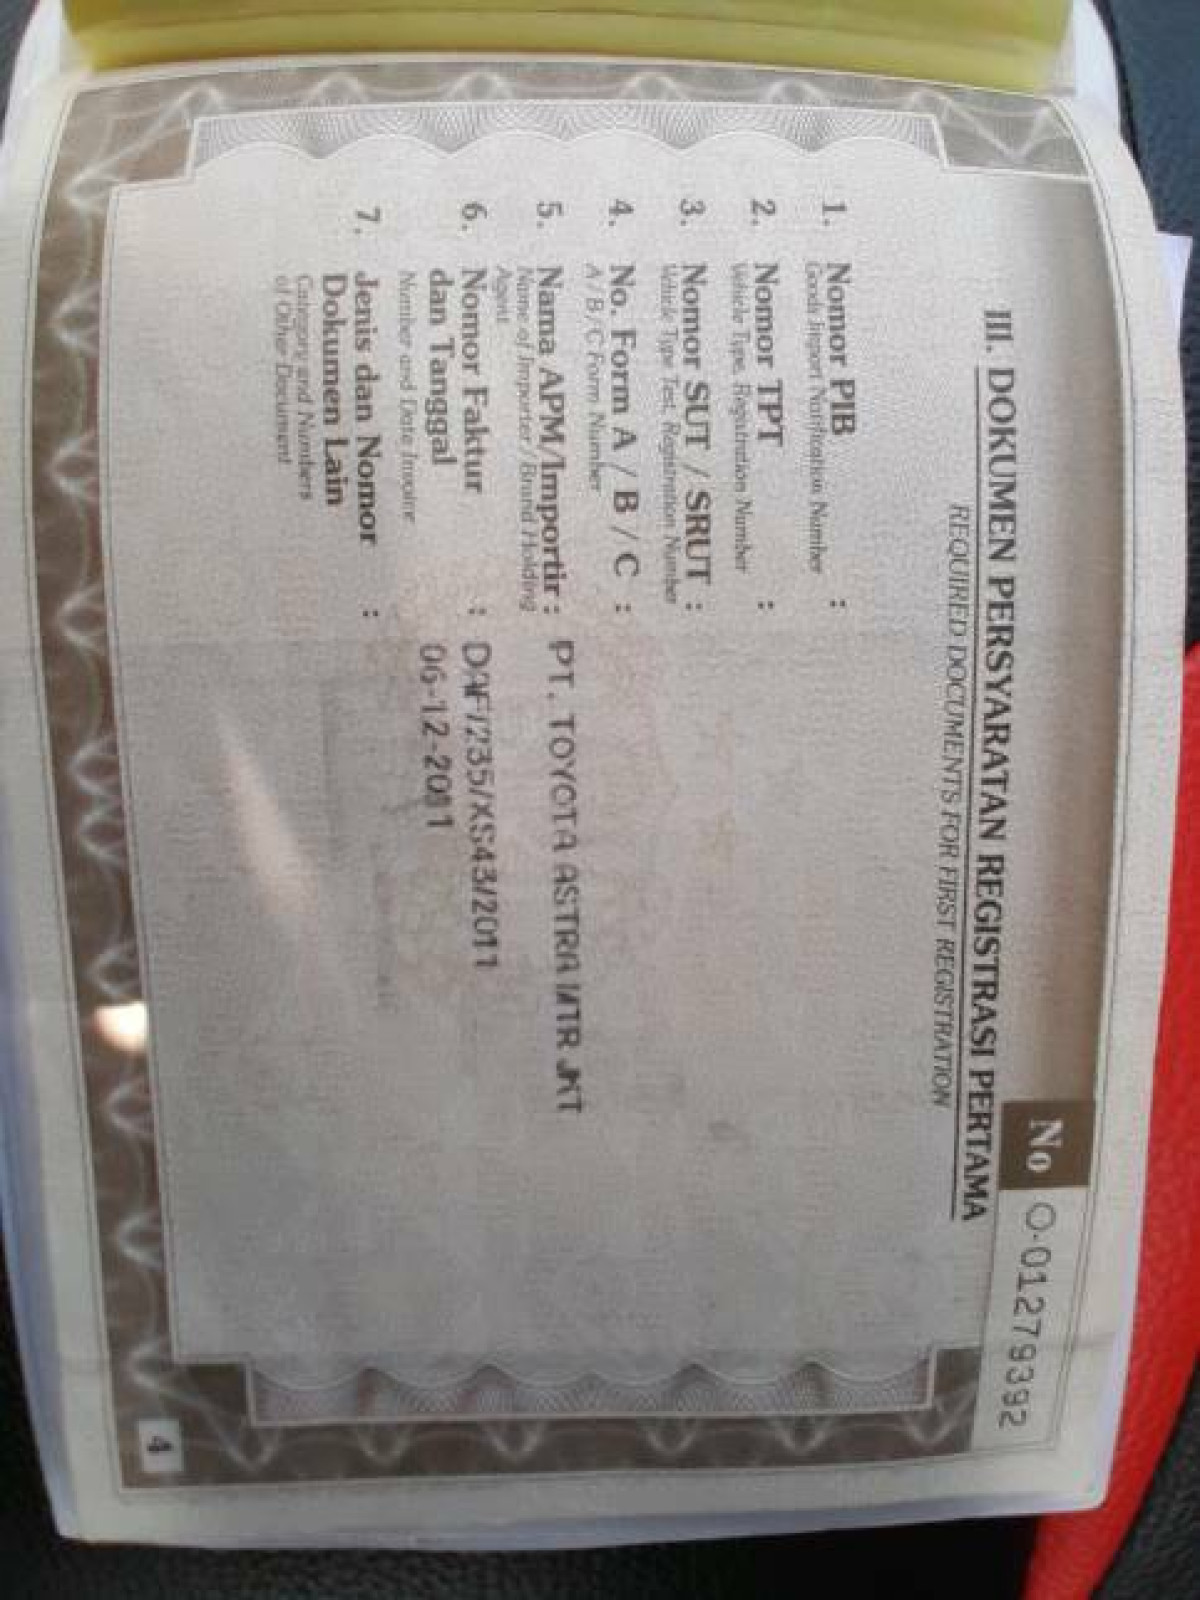 No O-01279392
III. DOKUMEN PERSYARATAN REGISTRASI PERTAMA
REQUIRED DOCUMENTS FOR FIRST REGISTRATION
1. Nomor PIB :
Goods Import Notification Number
2. Nomor TPT :
Vehicle Type Registration Number
3. Nomor SUT / SRUT :
Vehicle Type Test Registration Number
4. No. Form A / B / C :
A / B / C Form Number
5. Nama APM/Importir : PT. TOYOTA ASTRA MTR JKT
Name of Importer / Brand Holding
Agent
6. Nomor Faktur : DAF/235/XS43/2011
dan Tanggal 06-12-2011
Number and Date Invoice
7. Jenis dan Nomor :
Dokumen Lain
Category and Numbers
of Other Document
4